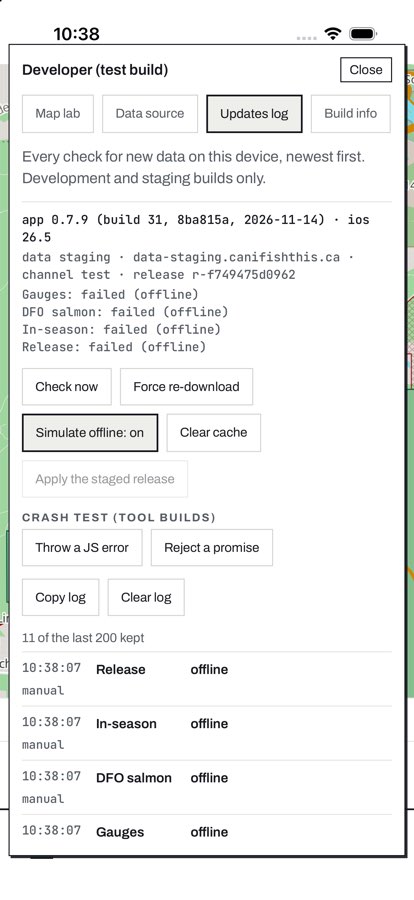 10:38
Developer (test build)
Close
Map lab
Data source
Updates log
Build info
Every check for new data on this device, newest first.
Development and staging builds only.
app 0.7.9 (build 31, 8ba815a, 2026-11-14) · ios
26.5
data staging · data-staging.canifishthis.ca ·
channel test · release r-f749475d0962
Gauges: failed (offline)
DFO salmon: failed (offline)
In-season: failed (offline)
Release: failed (offline)
Check now
Force re-download
Simulate offline: on
Clear cache
Apply the staged release
CRASH TEST (TOOL BUILDS)
Throw a JS error
Reject a promise
Copy log
Clear log
11 of the last 200 kept
10:38:07 Release offline
manual
10:38:07 In-season offline
manual
10:38:07 DFO salmon offline
manual
10:38:07 Gauges offline